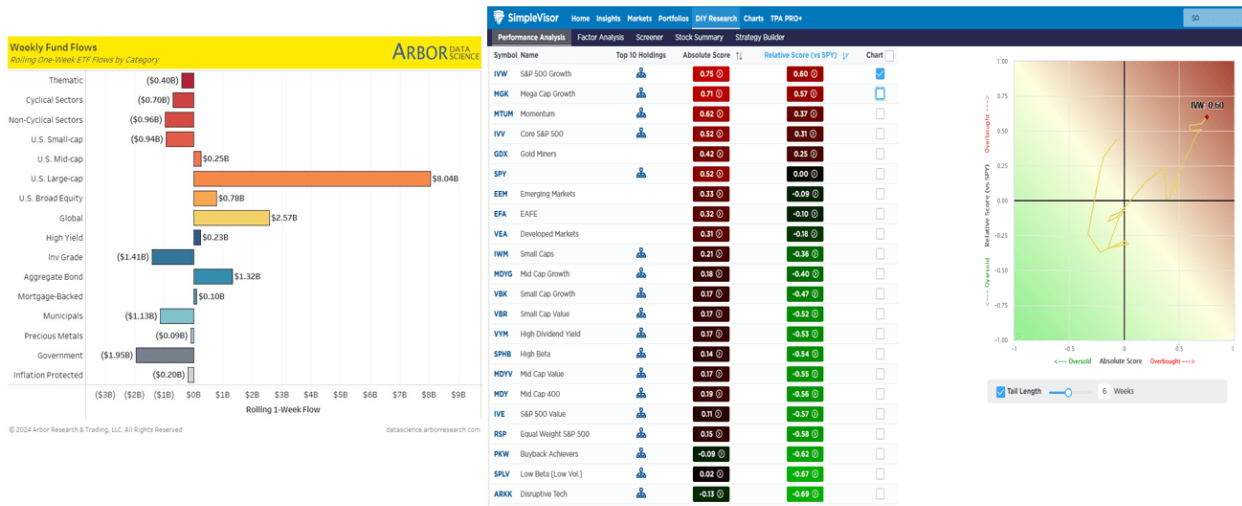 Weekly Fund Flows
Rolling One-Week ETF Flows by Category
ARBOR DATA SCIENCE
Thematic ($0.40B)
Cyclical Sectors ($0.70B)
Non-Cyclical Sectors ($0.96B)
U.S. Small-cap ($0.94B)
U.S. Mid-cap $0.25B
U.S. Large-cap $8.04B
U.S. Broad Equity $0.78B
Global $2.57B
High Yield $0.23B
Inv Grade ($1.41B)
Aggregate Bond $1.32B
Mortgage-Backed $0.10B
Municipals ($1.13B)
Precious Metals ($0.09B)
Government ($1.95B)
Inflation Protected ($0.20B)
($3B) ($2B) ($1B) $0B $1B $2B $3B $4B $5B $6B $7B $8B $9B
Rolling 1-Week Flow
© 2024 Arbor Research & Trading, LLC. All Rights Reserved datascience.arborresearch.com
SimpleVisor Home Insights Markets Portfolios DIY Research Charts TPA PRO+ SO
Performance Analysis Factor Analysis Screener Stock Summary Strategy Builder
Symbol Name Top 10 Holdings Absolute Score Relative Score (vs SPY) Chart
IVW S&P 500 Growth 0.75 0.60
MGK Mega Cap Growth 0.71 0.57
MTUM Momentum 0.62 0.37
IVV Core S&P 500 0.52 0.31
GDX Gold Miners 0.42 0.25
SPY 0.52 0.00
EEM Emerging Markets 0.33 -0.09
EFA EAFE 0.32 -0.10
VEA Developed Markets 0.31 -0.18
IWM Small Caps 0.21 -0.36
MDYG Mid Cap Growth 0.18 -0.40
VBK Small Cap Growth 0.17 -0.47
VBR Small Cap Value 0.17 -0.52
VYM High Dividend Yield 0.17 -0.53
SPHB High Beta 0.14 -0.54
MDYV Mid Cap Value 0.17 -0.55
MDY Mid Cap 400 0.19 -0.56
IVE S&P 500 Value 0.11 -0.57
RSP Equal Weight S&P 500 0.15 -0.58
PKW Buyback Achievers -0.09 -0.62
SPLV Low Beta [Low Vol.] 0.02 -0.67
ARKK Disruptive Tech -0.13 -0.69
1.00
0.75
0.50
0.25
0.00
-0.25
-0.50
-0.75
-1.00
<--- Oversold Relative Score (vs SPY) Overbought --->
IVW: 0.60
-1 -0.5 0 0.5 1
<--- Oversold Absolute Score Overbought --->
Tail Length 6 Weeks